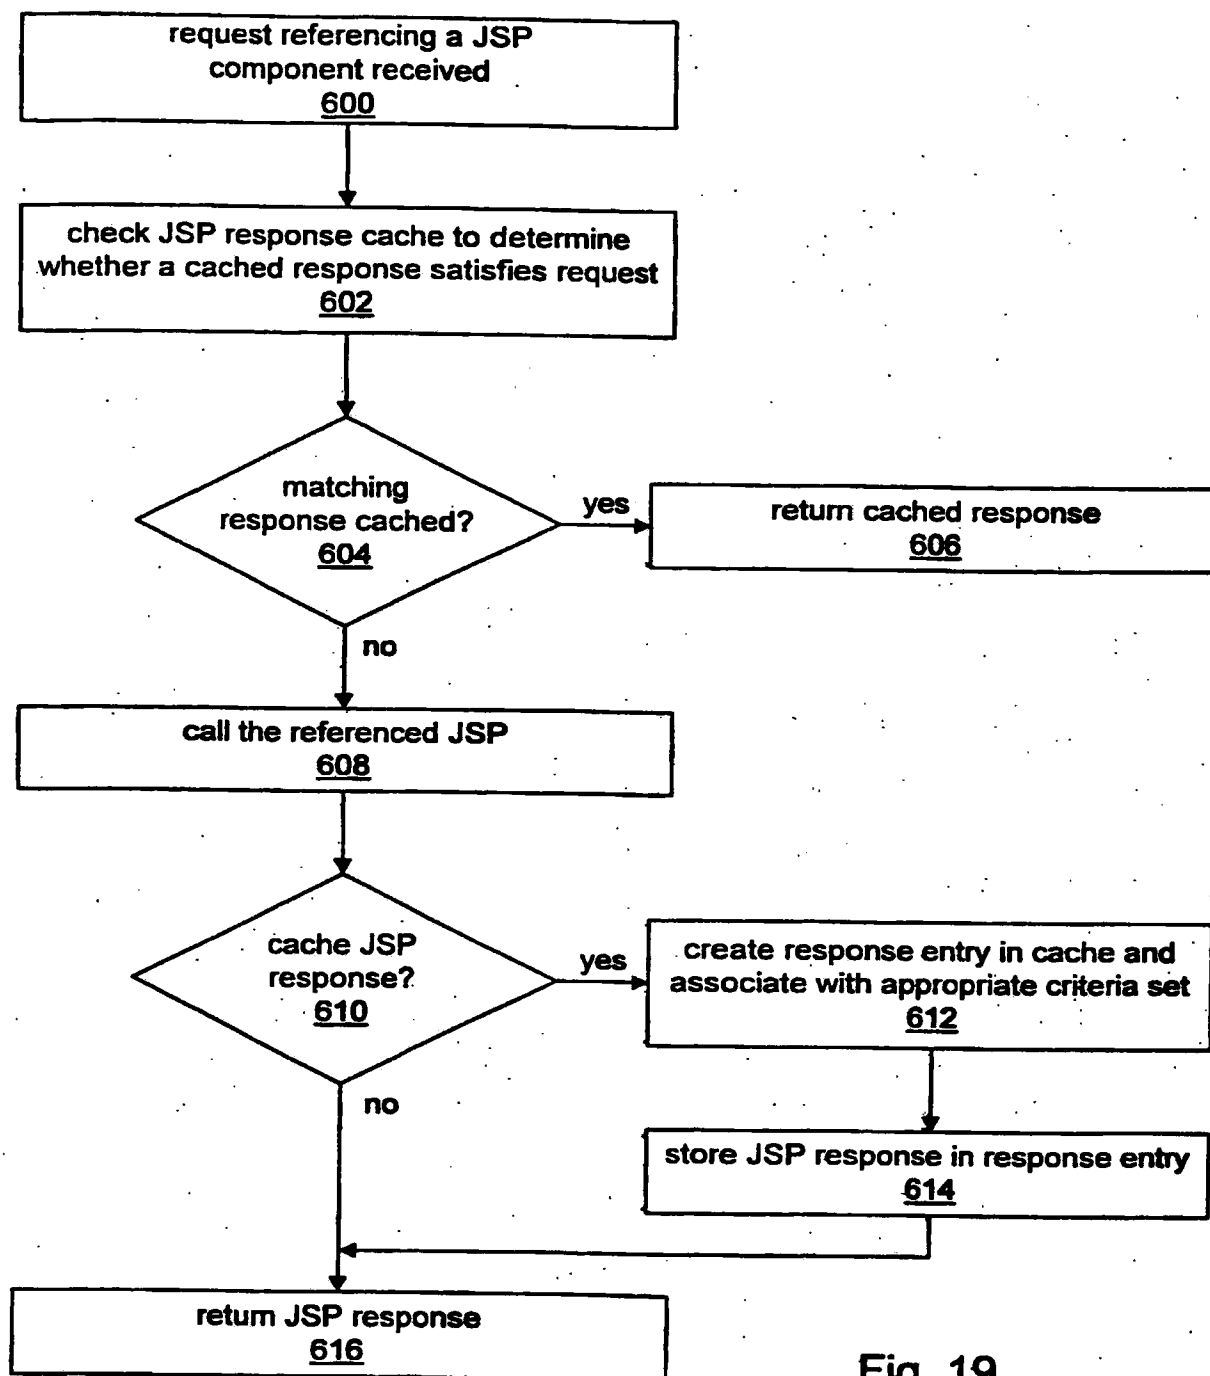 request referencing a JSP
component received
600
check JSP response cache to determine
whether a cached response satisfies request
602
matching
response cached?
604
yes
return cached response
606
no
call the referenced JSP
608
cache JSP
response?
610
yes
create response entry in cache and
associate with appropriate criteria set
612
no
store JSP response in response entry
614
return JSP response
616
Fig. 19